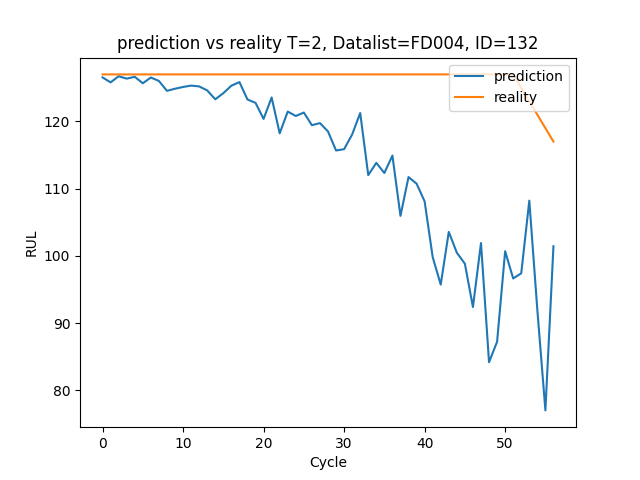 prediction vs reality T=2, Datalist=FD004, ID=132
prediction
reality
RUL
120
110
100
90
80
0 10 20 30 40 50
Cycle